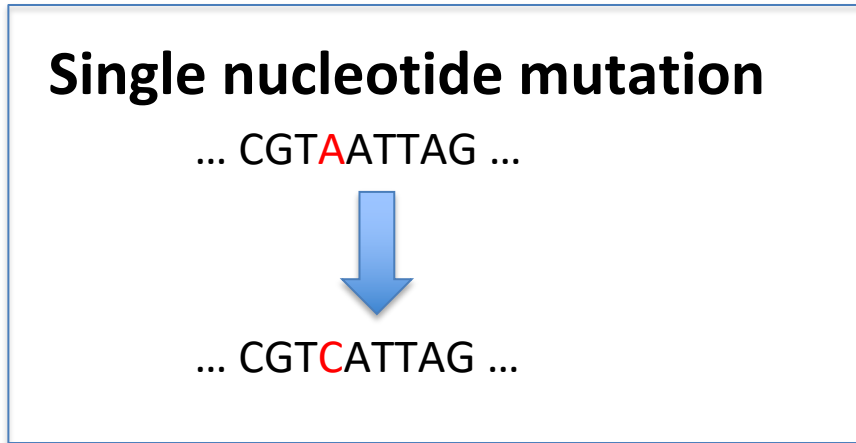 Single nucleotide mutation
... CGTAATTAG ...
... CGTCATTAG ...